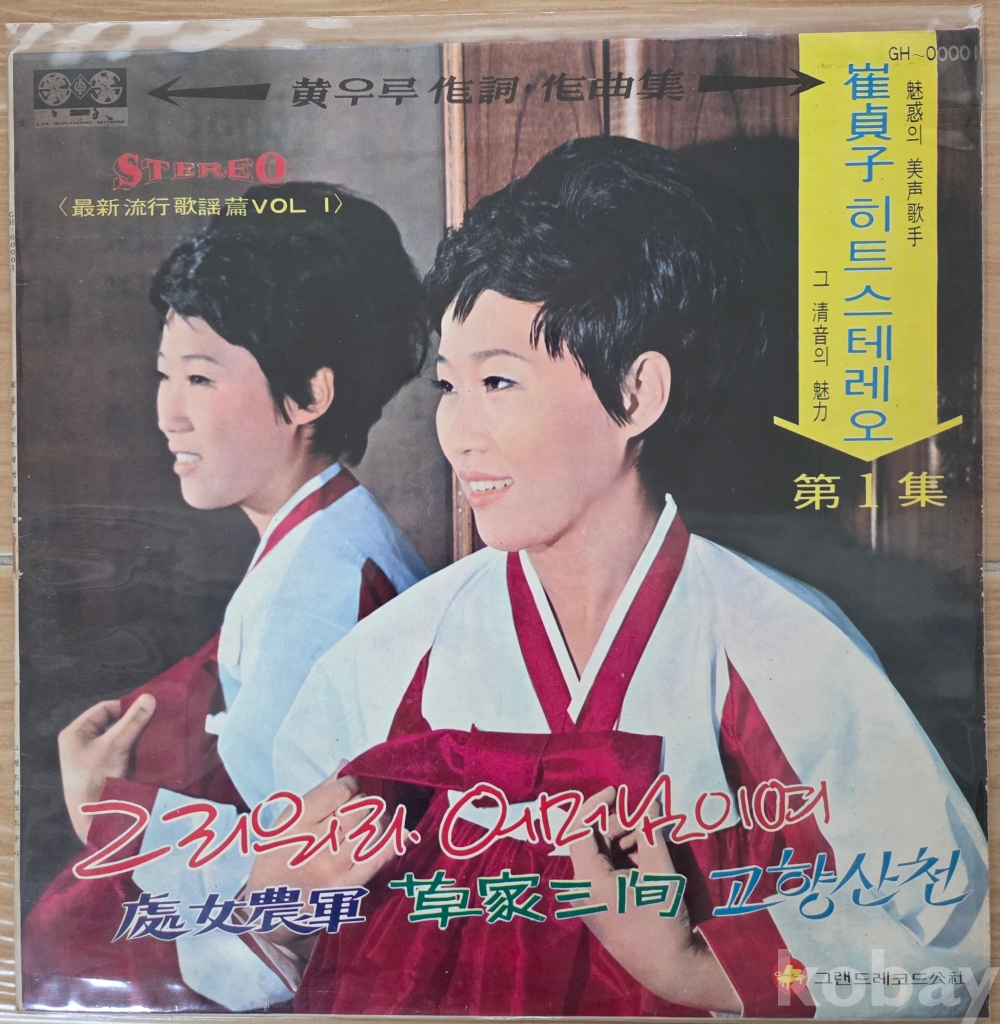 GH~00001
黄우루 作詞·作曲集
STEREO
〈最新 流行 歌謡 篇 VOL 1〉
魅惑의 美声歌手
崔貞子 히트스테레오
그 清音의 魅力
第1集
그리워라. 어머님이여
處女農軍 草家三间 고향산천
그랜드레코드公社
kobay